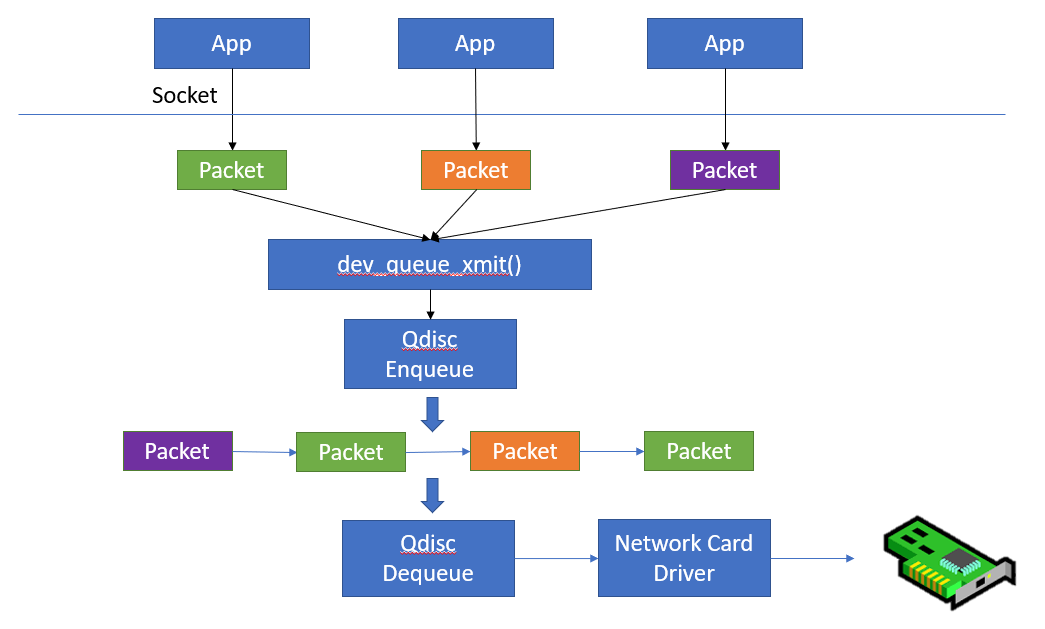 App
App
App
Socket
Packet
Packet
Packet
dev_queue_xmit()
Qdisc
Enqueue
Packet
Packet
Packet
Packet
Qdisc
Dequeue
Network Card
Driver